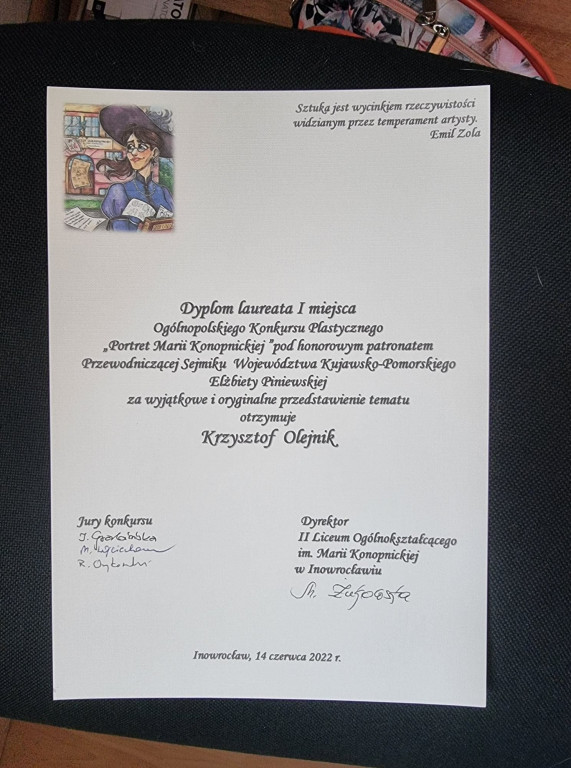 Sztuka jest wycinkiem rzeczywistości
widzianym przez temperament artysty.
Emil Zola
Dyplom laureata I miejsca
Ogólnopolskiego Konkursu Plastycznego
„Portret Marii Konopnickiej ”pod honorowym patronatem
Przewodniczącej Sejmiku Województwa Kujawsko-Pomorskiego
Elżbiety Piniewskiej
za wyjątkowe i oryginalne przedstawienie tematu
otrzymuje
Krzysztof Olejnik
Jury konkursu
Dyrektor
II Liceum Ogólnokształcącego
im. Marii Konopnickiej
w Inowrocławiu
Inowrocław, 14 czerwca 2022 r.